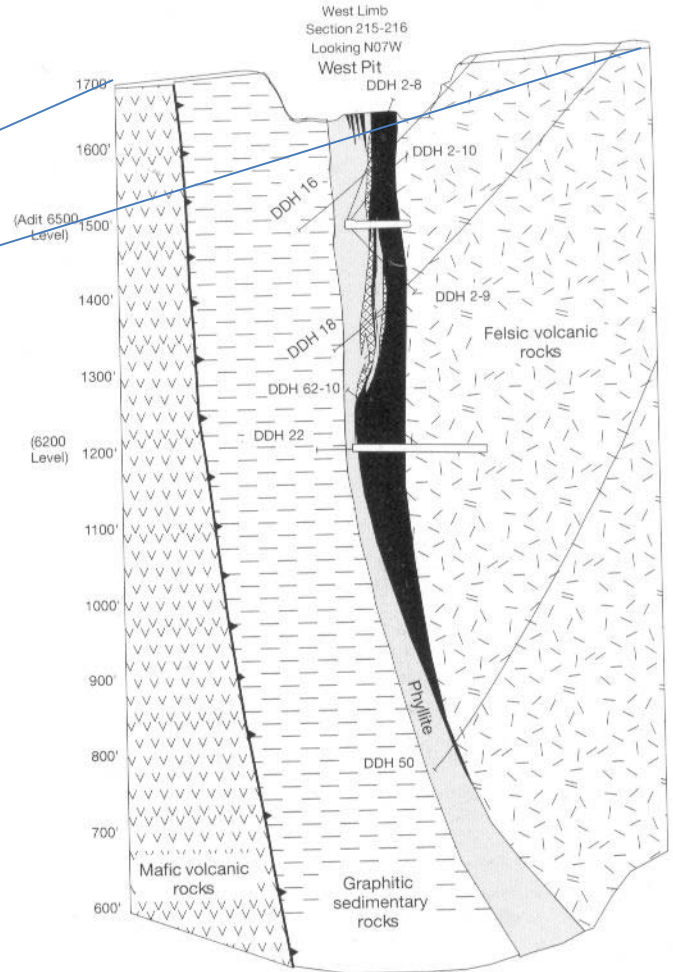 West Limb
Section 215-216
Looking N07W
West Pit
DDH 2-8
1700'
1600'
DDH 2-10
DDH 16
(Adit 6500
Level)
1500'
DDH 2-9
1400'
DDH 18
Felsic volcanic
rocks
1300'
DDH 62-10
DDH 22
(6200
Level)
1200'
1100'
1000'
900'
Phyllite
800'
DDH 50
700'
Mafic volcanic
rocks
Graphitic
sedimentary
rocks
600'